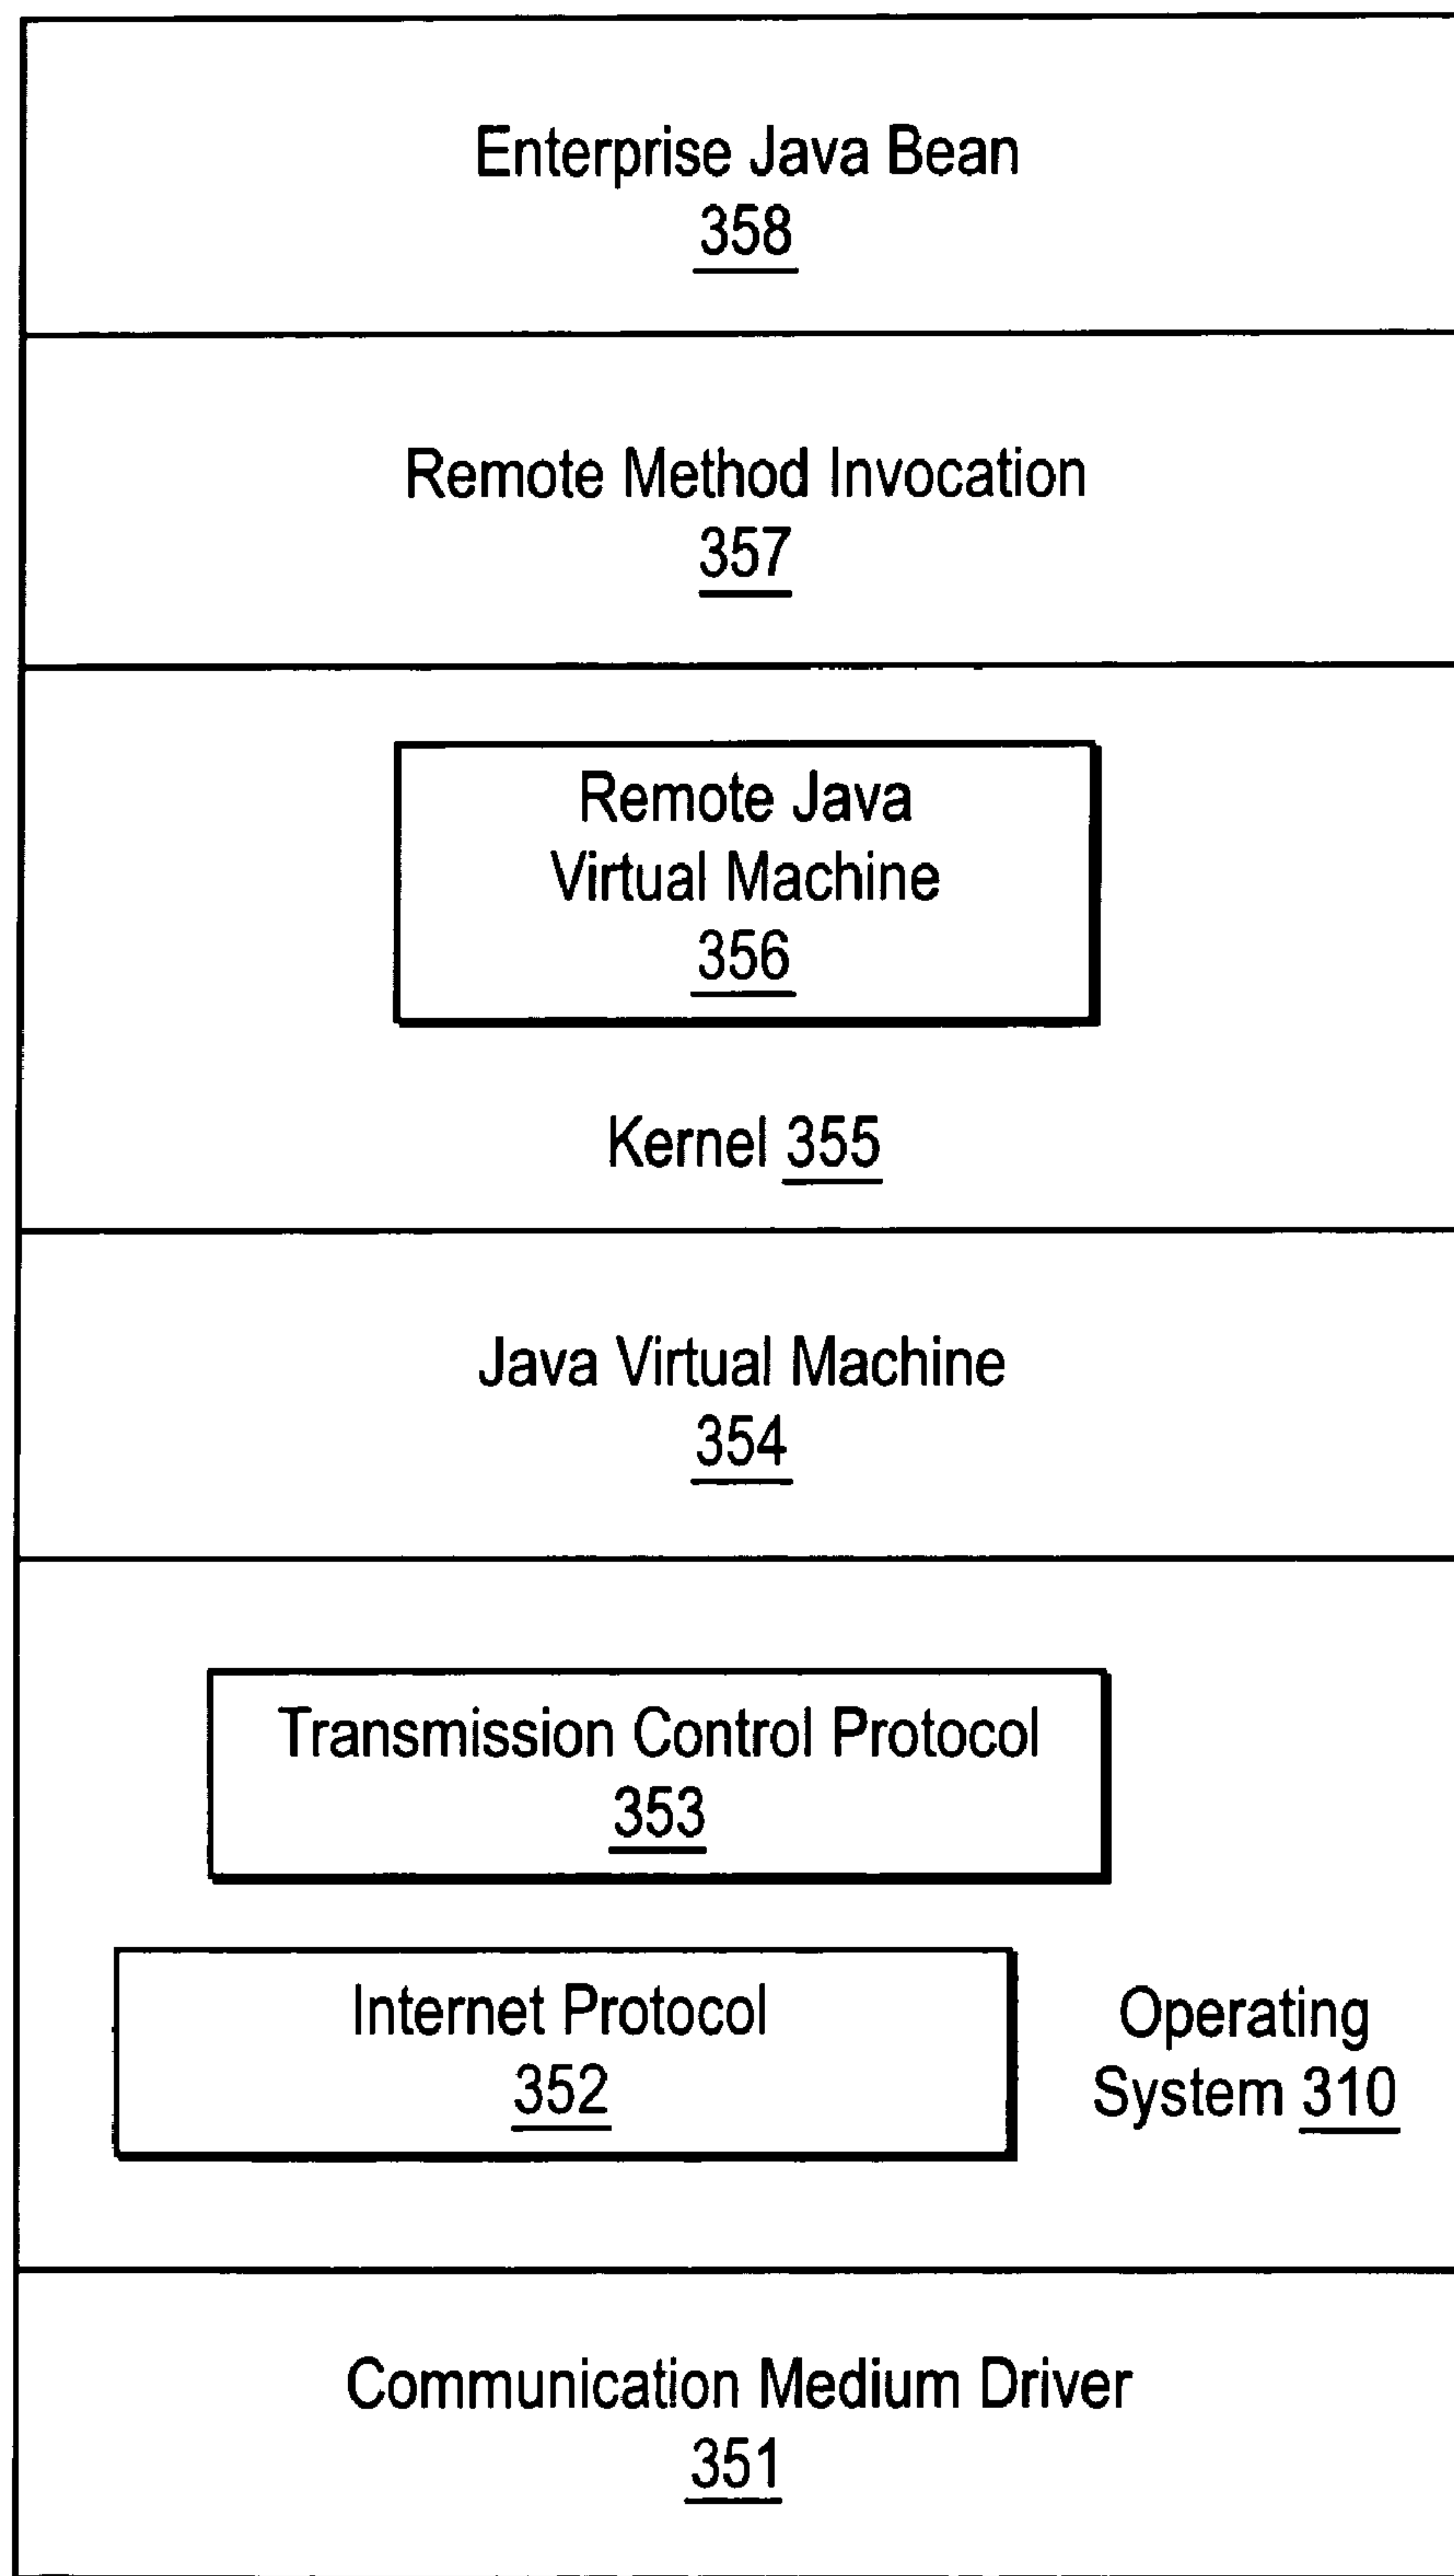 Enterprise Java Bean
358
Remote Method Invocation
357
Remote Java
Virtual Machine
356
Kernel 355
Java Virtual Machine
354
Transmission Control Protocol
353
Internet Protocol
352
Operating
System 310
Communication Medium Driver
351